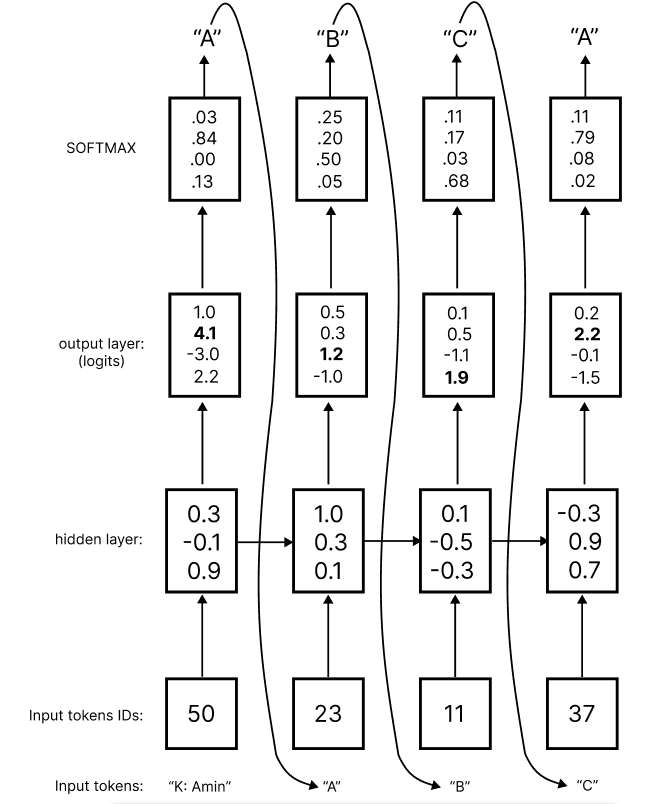 “A” “B” “C” “A”
SOFTMAX
.03 .25 .11 .11
.84 .20 .17 .79
.00 .50 .03 .08
.13 .05 .68 .02
output layer:
(logits)
1.0 0.5 0.1 0.2
4.1 0.3 0.5 2.2
-3.0 1.2 -1.1 -0.1
2.2 -1.0 1.9 -1.5
hidden layer:
0.3 1.0 0.1 -0.3
-0.1 0.3 -0.5 0.9
0.9 0.1 -0.3 0.7
Input tokens IDs: 50 23 11 37
Input tokens: “K: Amin” “A” “B” “C”